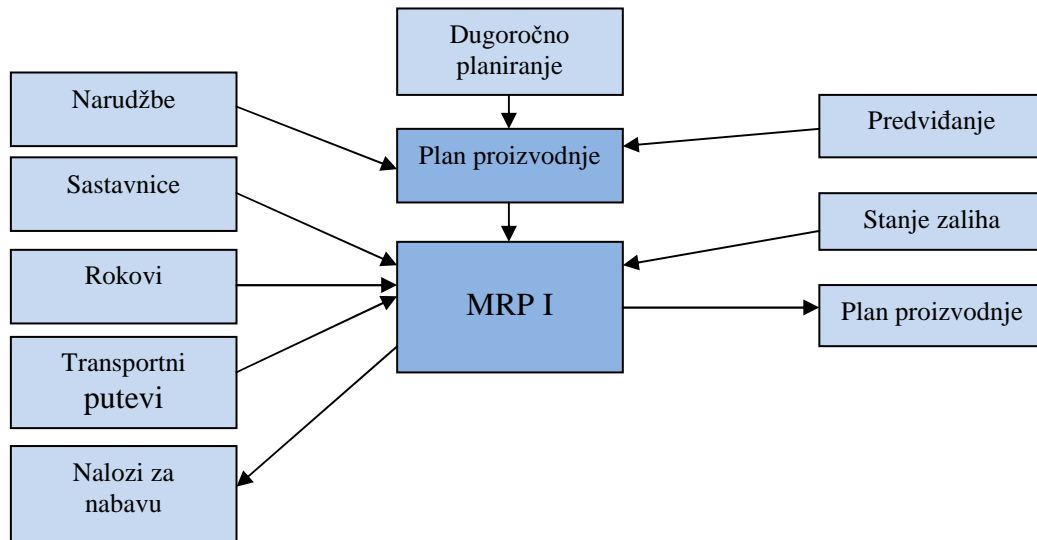 Dugoročno
planiranje
Narudžbe
Predviđanje
Plan proizvodnje
Sastavnice
Stanje zaliha
Rokovi
MRP I
Plan proizvodnje
Transportni
putevi
Nalozi za
nabavu